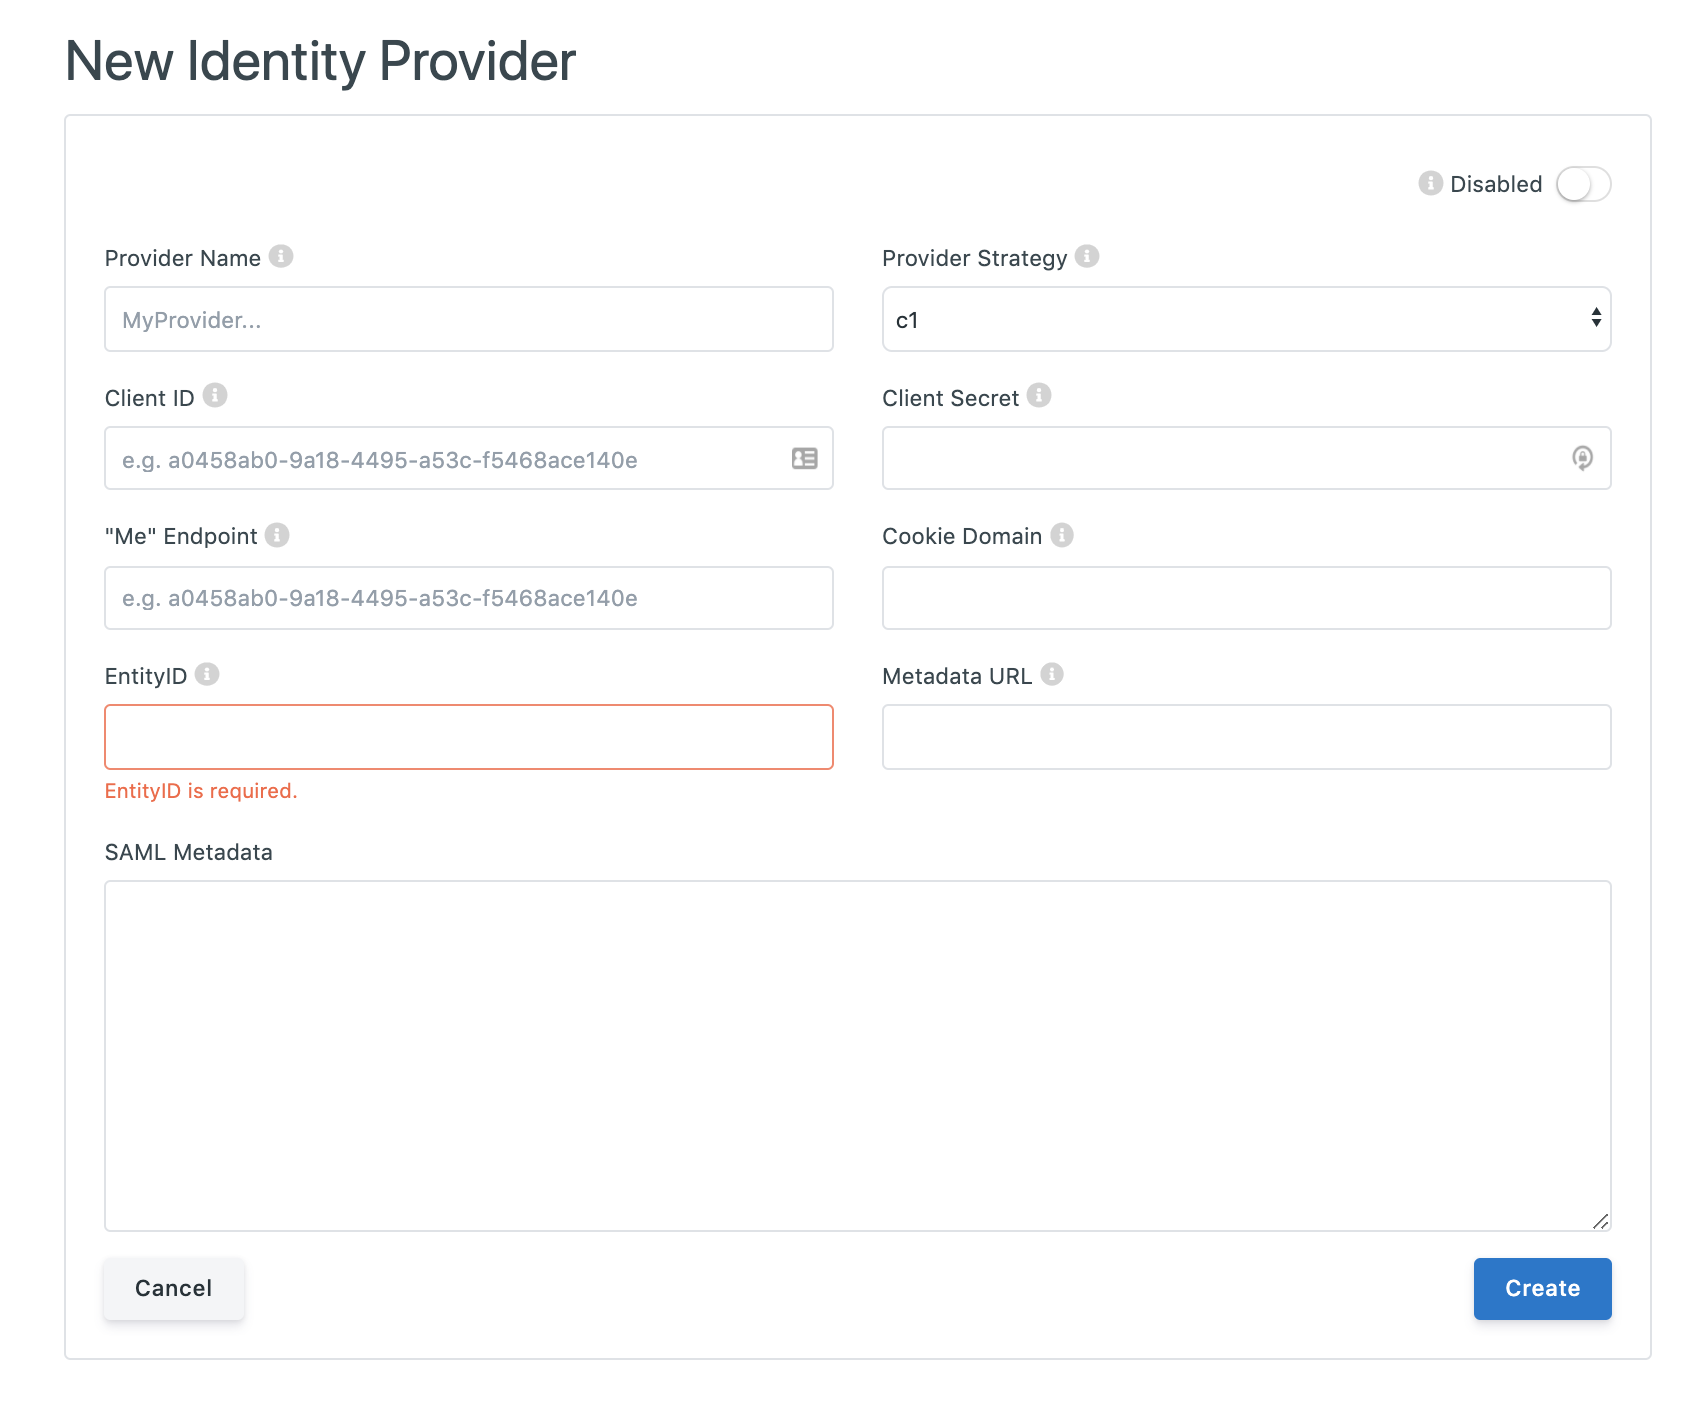 New Identity Provider
Disabled
Provider Name
Provider Strategy
MyProvider...
c1
Client ID
Client Secret
e.g. a0458ab0-9a18-4495-a53c-f5468ace140e
"Me" Endpoint
Cookie Domain
e.g. a0458ab0-9a18-4495-a53c-f5468ace140e
EntityID
Metadata URL
EntityID is required.
SAML Metadata
Cancel
Create